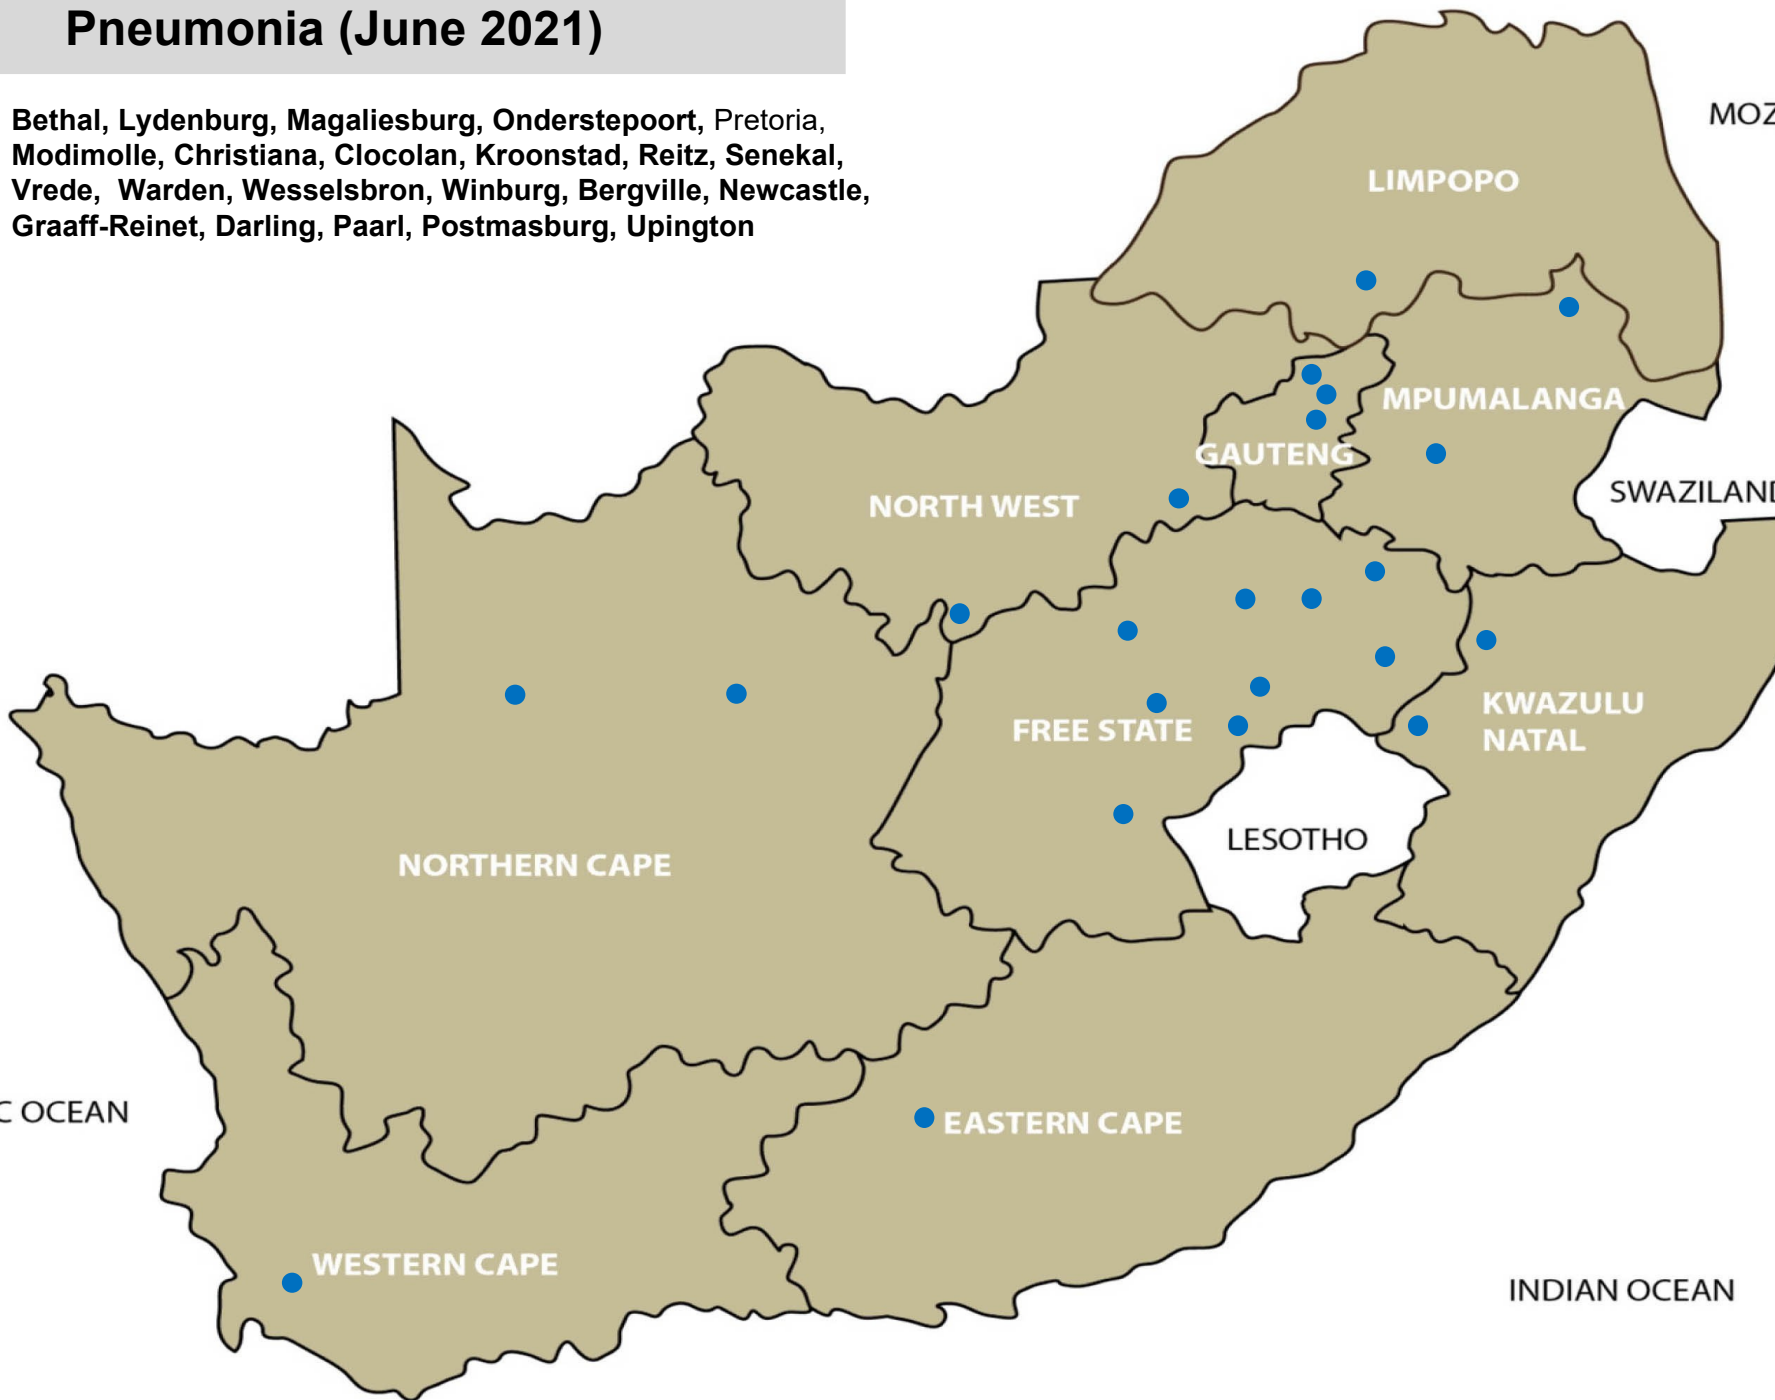 Pneumonia (June 2021)
Bethal, Lydenburg, Magaliesburg, Onderstepoort, Pretoria,
Modimolle, Christiana, Clocolan, Kroonstad, Reitz, Senekal,
Vrede, Warden, Wesselsbron, Winburg, Bergville, Newcastle,
Graaff-Reinet, Darling, Paarl, Postmasburg, Upington
MOZ
LIMPOPO
MPUMALANGA
GAUTENG
SWAZILAND
NORTH WEST
KWAZULU
NATAL
FREE STATE
LESOTHO
NORTHERN CAPE
C OCEAN
EASTERN CAPE
WESTERN CAPE
INDIAN OCEAN